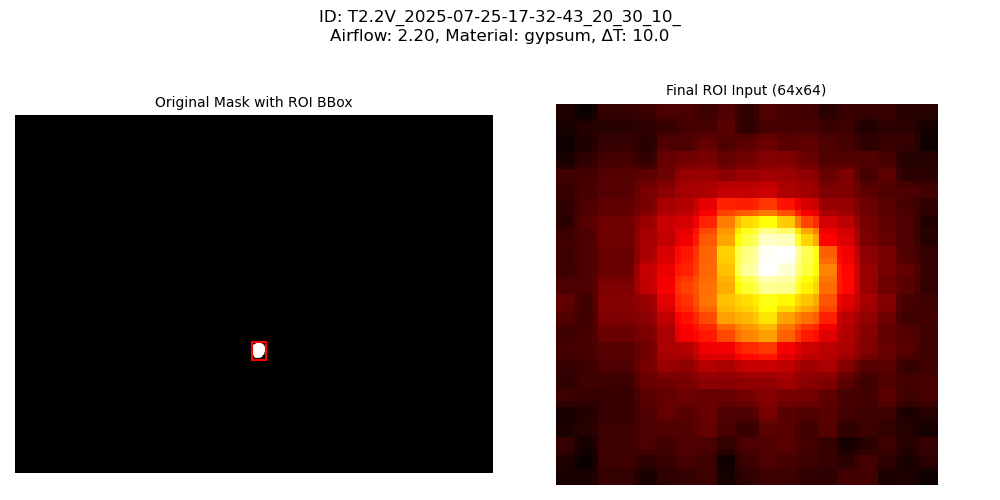 ID: T2.2V_2025-07-25-17-32-43_20_30_10_
Airflow: 2.20, Material: gypsum, ΔT: 10.0
Original Mask with ROI BBox
Final ROI Input (64x64)